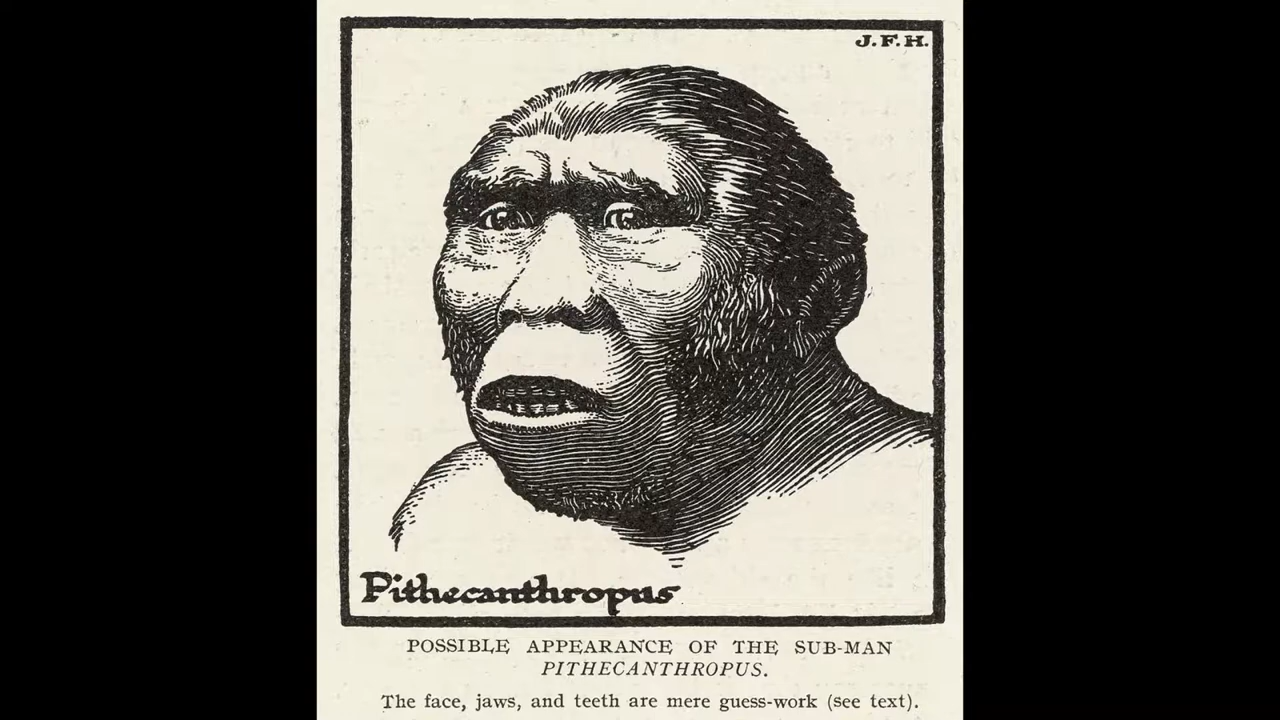 J. F. H.
Pithecanthropus
POSSIBLE APPEARANCE OF THE SUB-MAN
PITHECANTHROPUS.
The face, jaws, and teeth are mere guess-work (see text).